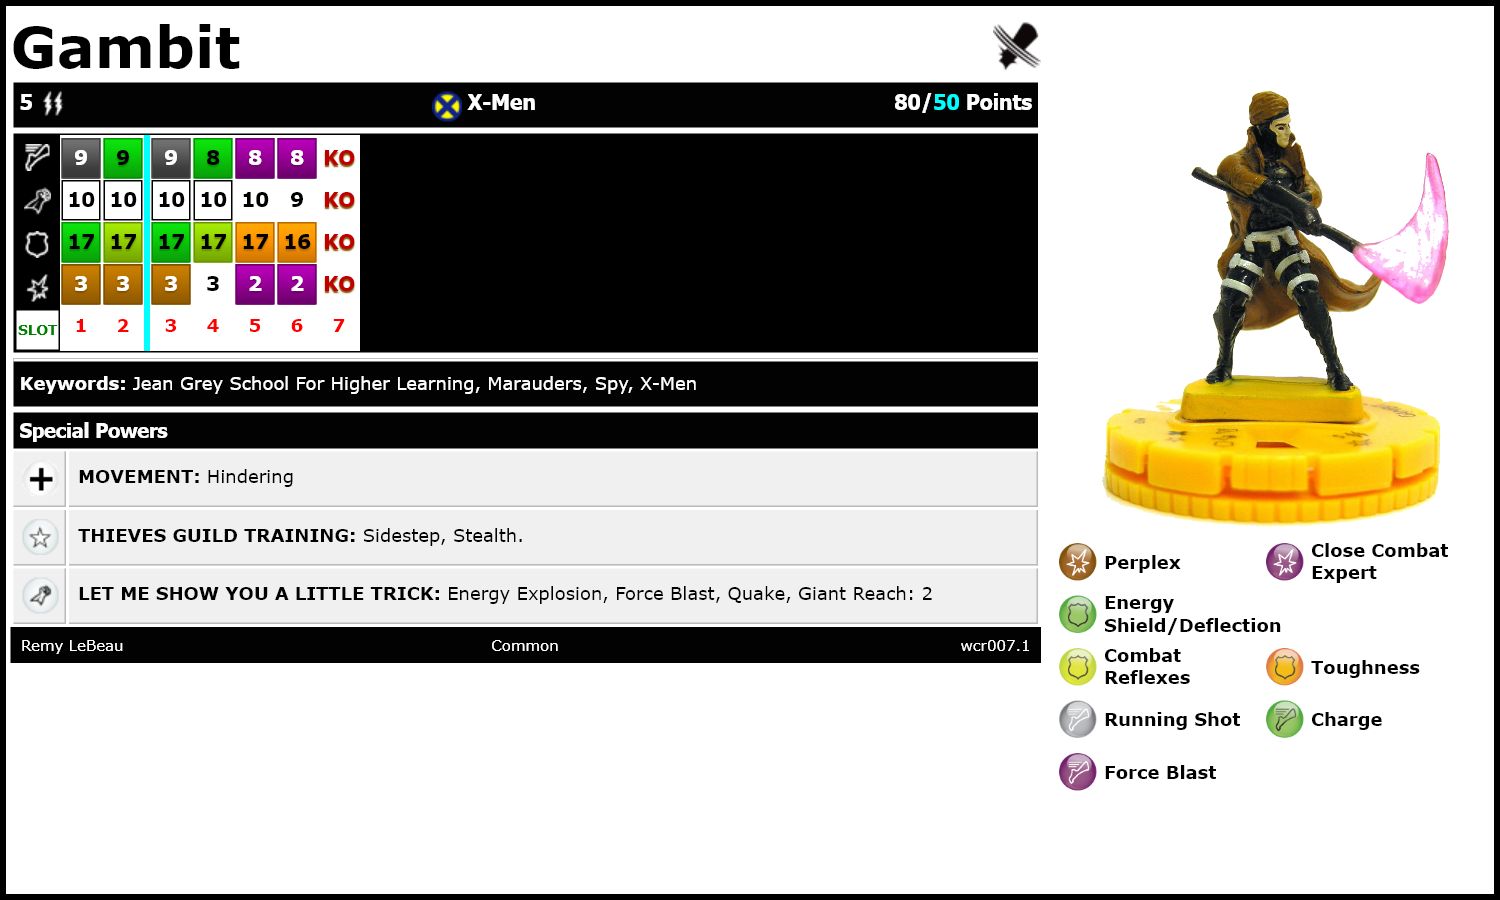 Gambit
5 X-Men 80/50 Points
9 9 9 8 8 8 KO
10 10 10 10 10 9 KO
17 17 17 17 17 16 KO
3 3 3 3 2 2 KO
SLOT 1 2 3 4 5 6 7
Keywords: Jean Grey School For Higher Learning, Marauders, Spy, X-Men
Special Powers
MOVEMENT: Hindering
THIEVES GUILD TRAINING: Sidestep, Stealth.
LET ME SHOW YOU A LITTLE TRICK: Energy Explosion, Force Blast, Quake, Giant Reach: 2
Remy LeBeau Common wcr007.1
Perplex
Close Combat
Expert
Energy
Shield/Deflection
Combat
Reflexes
Toughness
Running Shot
Charge
Force Blast